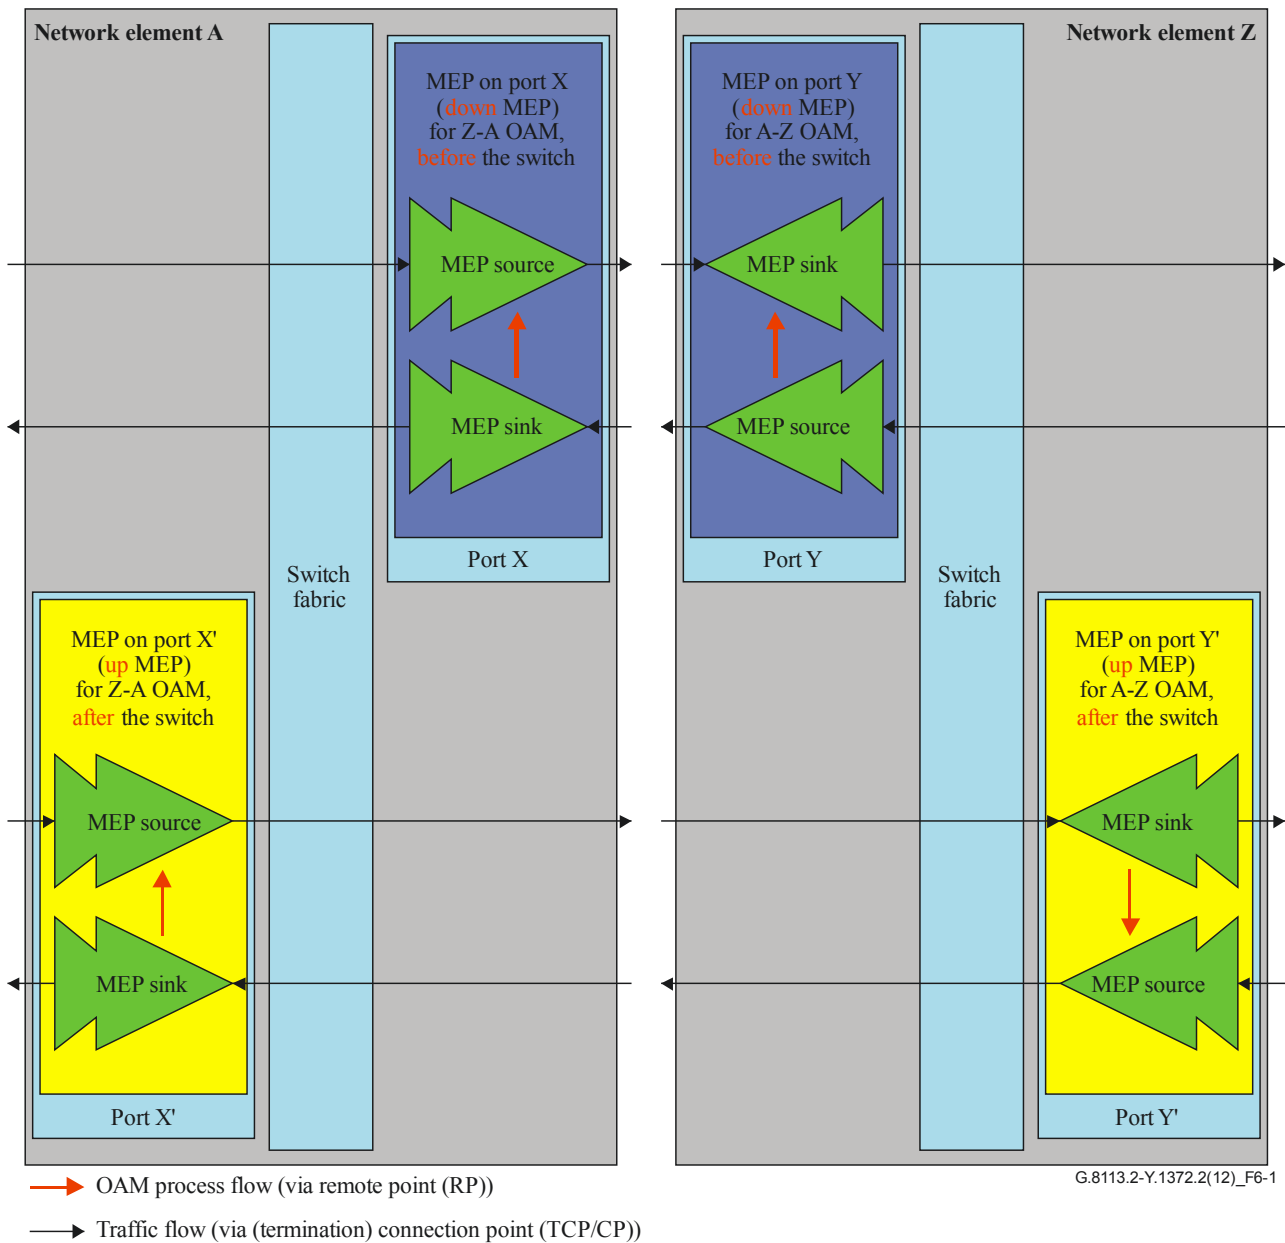 Network element A
Network element Z
MEP on port X
(down MEP)
for Z-A OAM,
before the switch
MEP source
MEP sink
Port X
MEP on port Y
(down MEP)
for A-Z OAM,
before the switch
MEP sink
MEP source
Port Y
Switch
fabric
Switch
fabric
MEP on port X'
(up MEP)
for Z-A OAM,
after the switch
MEP source
MEP sink
Port X'
MEP on port Y'
(up MEP)
for A-Z OAM,
after the switch
MEP sink
MEP source
Port Y'
G.8113.2-Y.1372.2(12)_F6-1
OAM process flow (via remote point (RP))
Traffic flow (via (termination) connection point (TCP/CP))